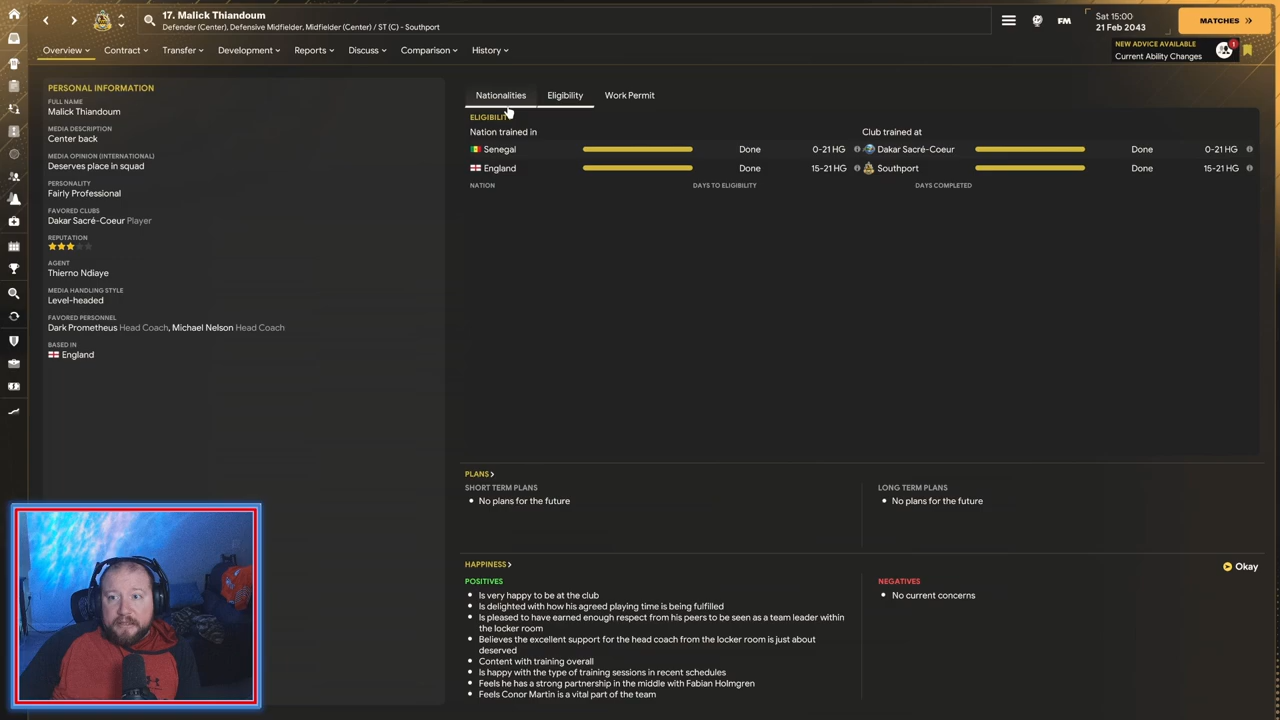 17. Malick Thiandoum
Defender (Center), Defensive Midfielder, Midfielder (Center) / ST (C) - Southport
FM
Sat 15:00
21 Feb 2043
MATCHES
Overview
Contract
Transfer
Development
Reports
Discuss
Comparison
History
NEW ADVICE AVAILABLE
Current Ability Changes
1
PERSONAL INFORMATION
FULL NAME
Malick Thiandoum
MEDIA DESCRIPTION
Center back
MEDIA OPINION (INTERNATIONAL)
Deserves place in squad
PERSONALITY
Fairly Professional
FAVORED CLUBS
Dakar Sacré-Coeur Player
REPUTATION
AGENT
Thierno Ndiaye
MEDIA HANDLING STYLE
Level-headed
FAVORED PERSONNEL
Dark Prometheus Head Coach, Michael Nelson Head Coach
BASED IN
England
Nationalities
Eligibility
Work Permit
ELIGIBILIT
Nation trained in
Club trained at
Senegal Done 0-21 HG
Dakar Sacré-Coeur Done 0-21 HG
England Done 15-21 HG
Southport Done 15-21 HG
NATION
DAYS TO ELIGIBILITY
DAYS COMPLETED
PLANS
SHORT TERM PLANS
No plans for the future
LONG TERM PLANS
No plans for the future
HAPPINESS
Okay
POSITIVES
Is very happy to be at the club
Is delighted with how his agreed playing time is being fulfilled
Is pleased to have earned enough respect from his peers to be seen as a team leader within
the locker room
Believes the excellent support for the head coach from the locker room is just about
deserved
Content with training overall
Is happy with the type of training sessions in recent schedules
Feels he has a strong partnership in the middle with Fabian Holmgren
Feels Conor Martin is a vital part of the team
NEGATIVES
No current concerns